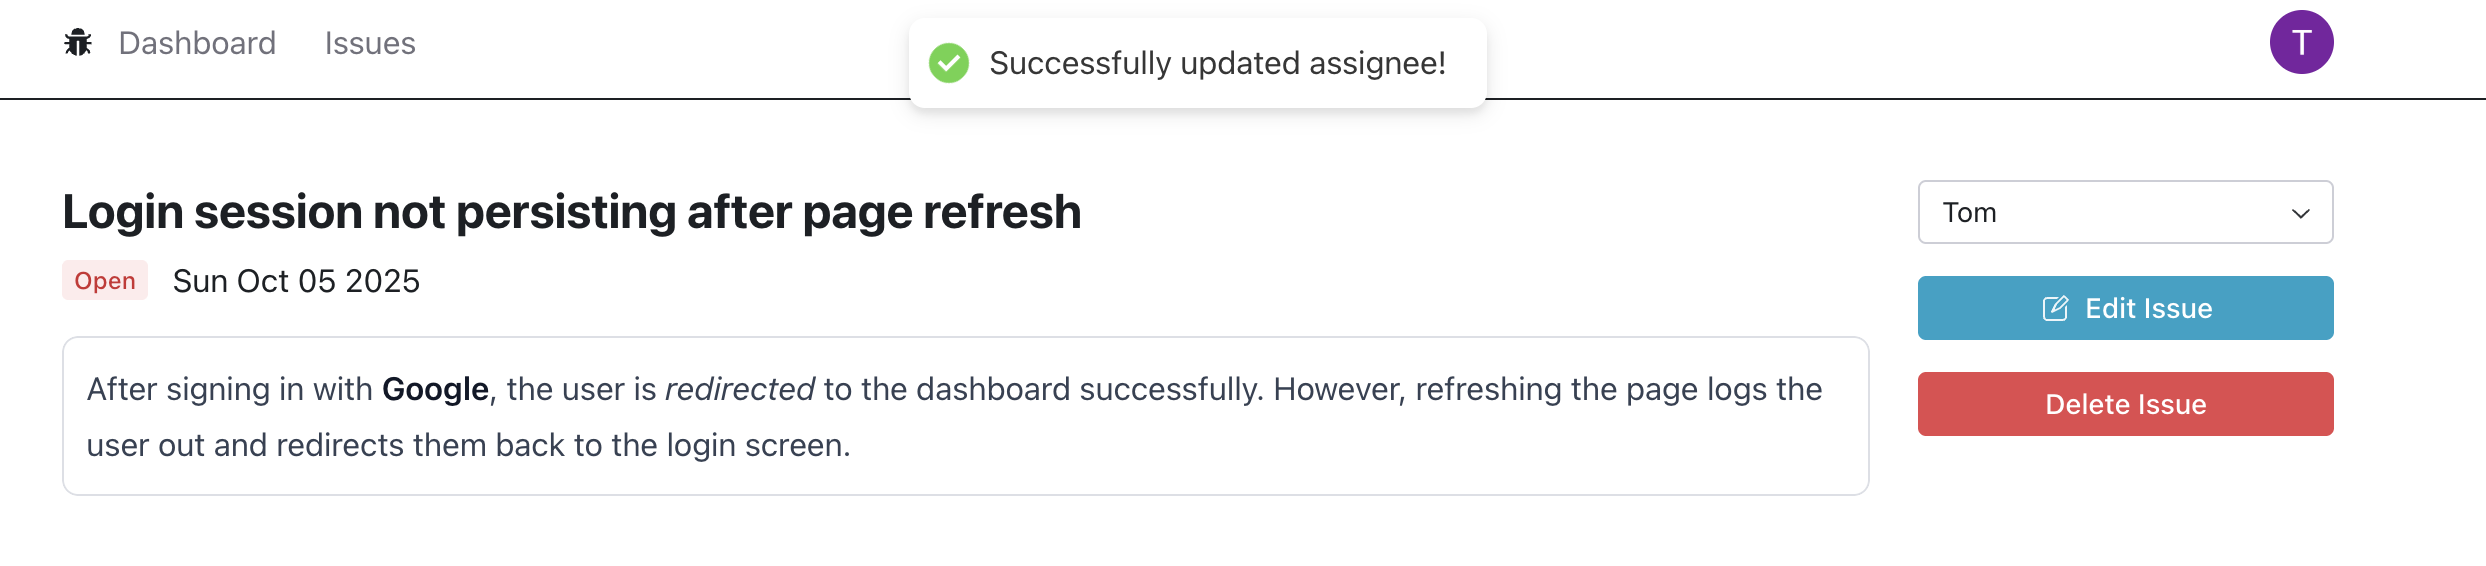 Dashboard Issues
Successfully updated assignee!
T
Login session not persisting after page refresh
Tom
Open Sun Oct 05 2025
Edit Issue
After signing in with Google, the user is redirected to the dashboard successfully. However, refreshing the page logs the
user out and redirects them back to the login screen.
Delete Issue